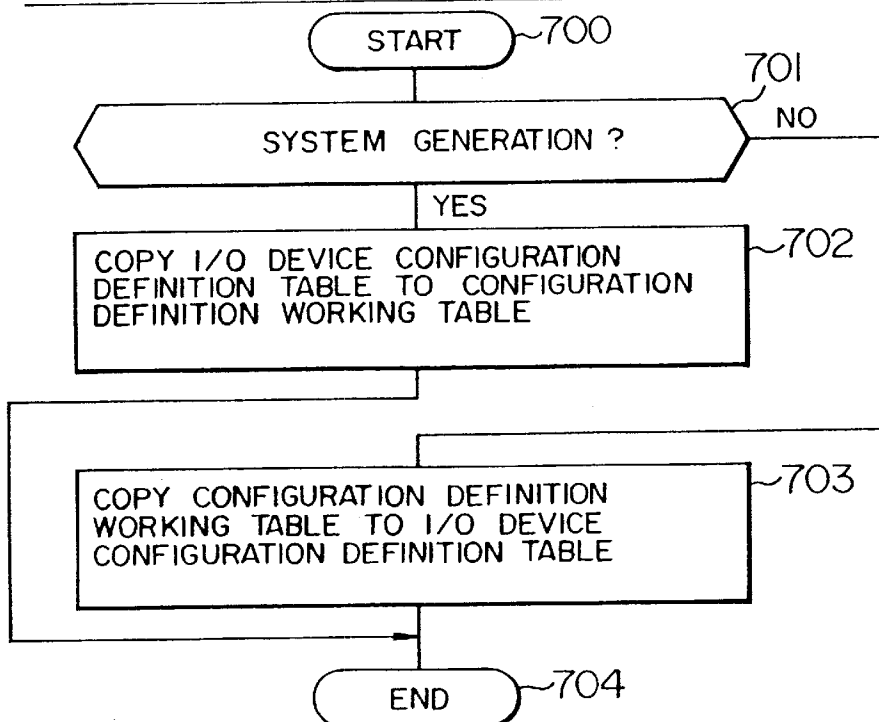 START
700
701
SYSTEM GENERATION ?
NO
YES
702
COPY I/O DEVICE CONFIGURATION
DEFINITION TABLE TO CONFIGURATION
DEFINITION WORKING TABLE
703
COPY CONFIGURATION DEFINITION
WORKING TABLE TO I/O DEVICE
CONFIGURATION DEFINITION TABLE
END
704